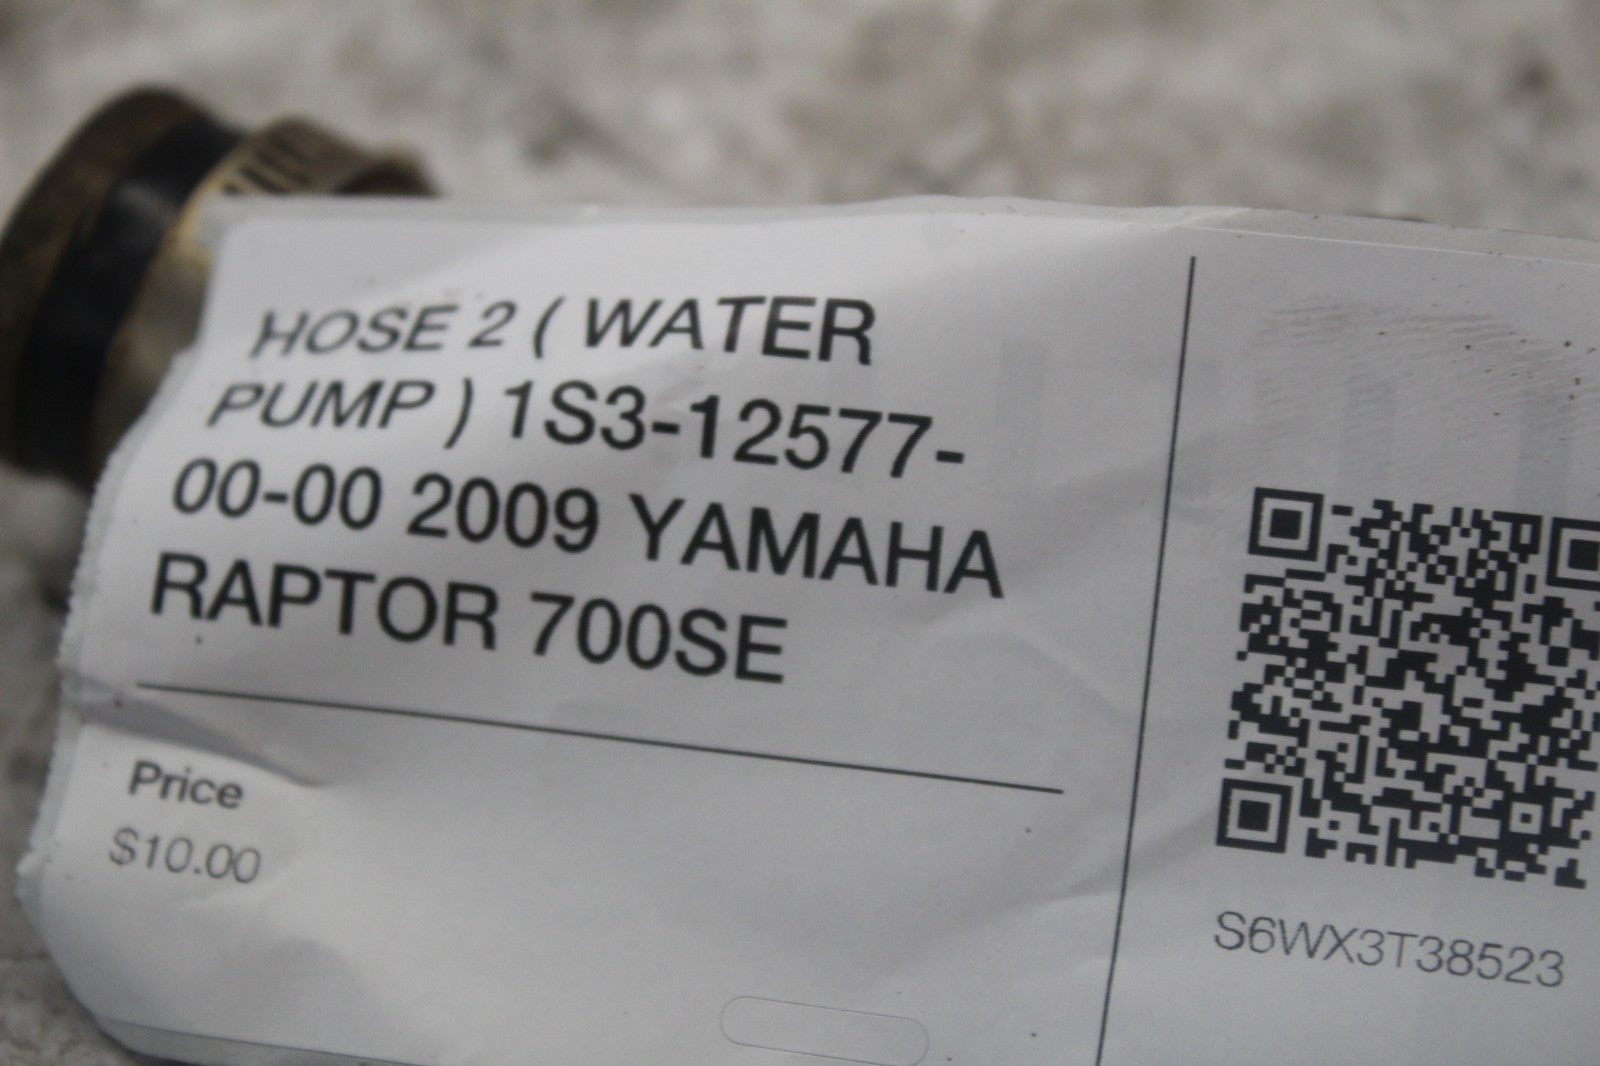 HOSE 2 ( WATER
PUMP ) 1S3-12577-
00-00 2009 YAMAHA
RAPTOR 700SE
Price
$10.00
S6WX3T38523